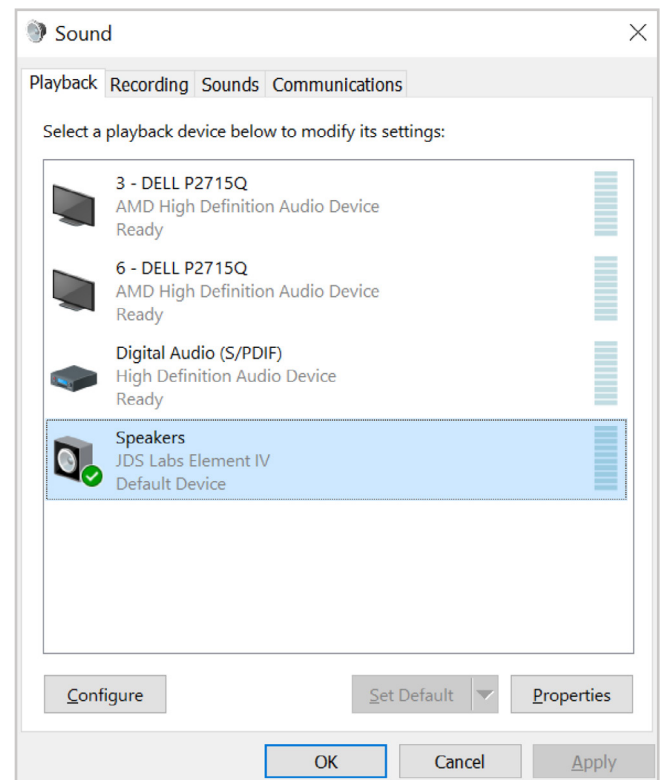 Sound
Playback Recording Sounds Communications
Select a playback device below to modify its settings:
3 - DELL P2715Q
AMD High Definition Audio Device
Ready
6 - DELL P2715Q
AMD High Definition Audio Device
Ready
Digital Audio (S/PDIF)
High Definition Audio Device
Ready
Speakers
JDS Labs Element IV
Default Device
Configure Set Default Properties
OK Cancel Apply